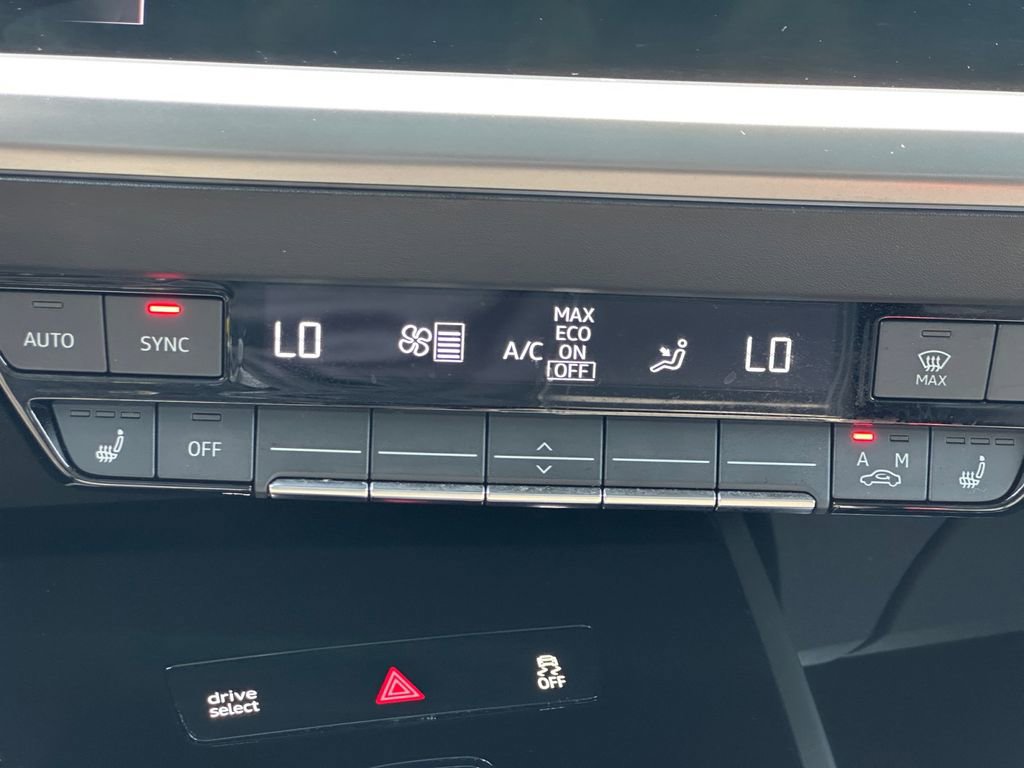 AUTO
SYNC
LO
A/C
MAX
ECO
ON
OFF
LO
MAX
OFF
A M
drive
select
OFF